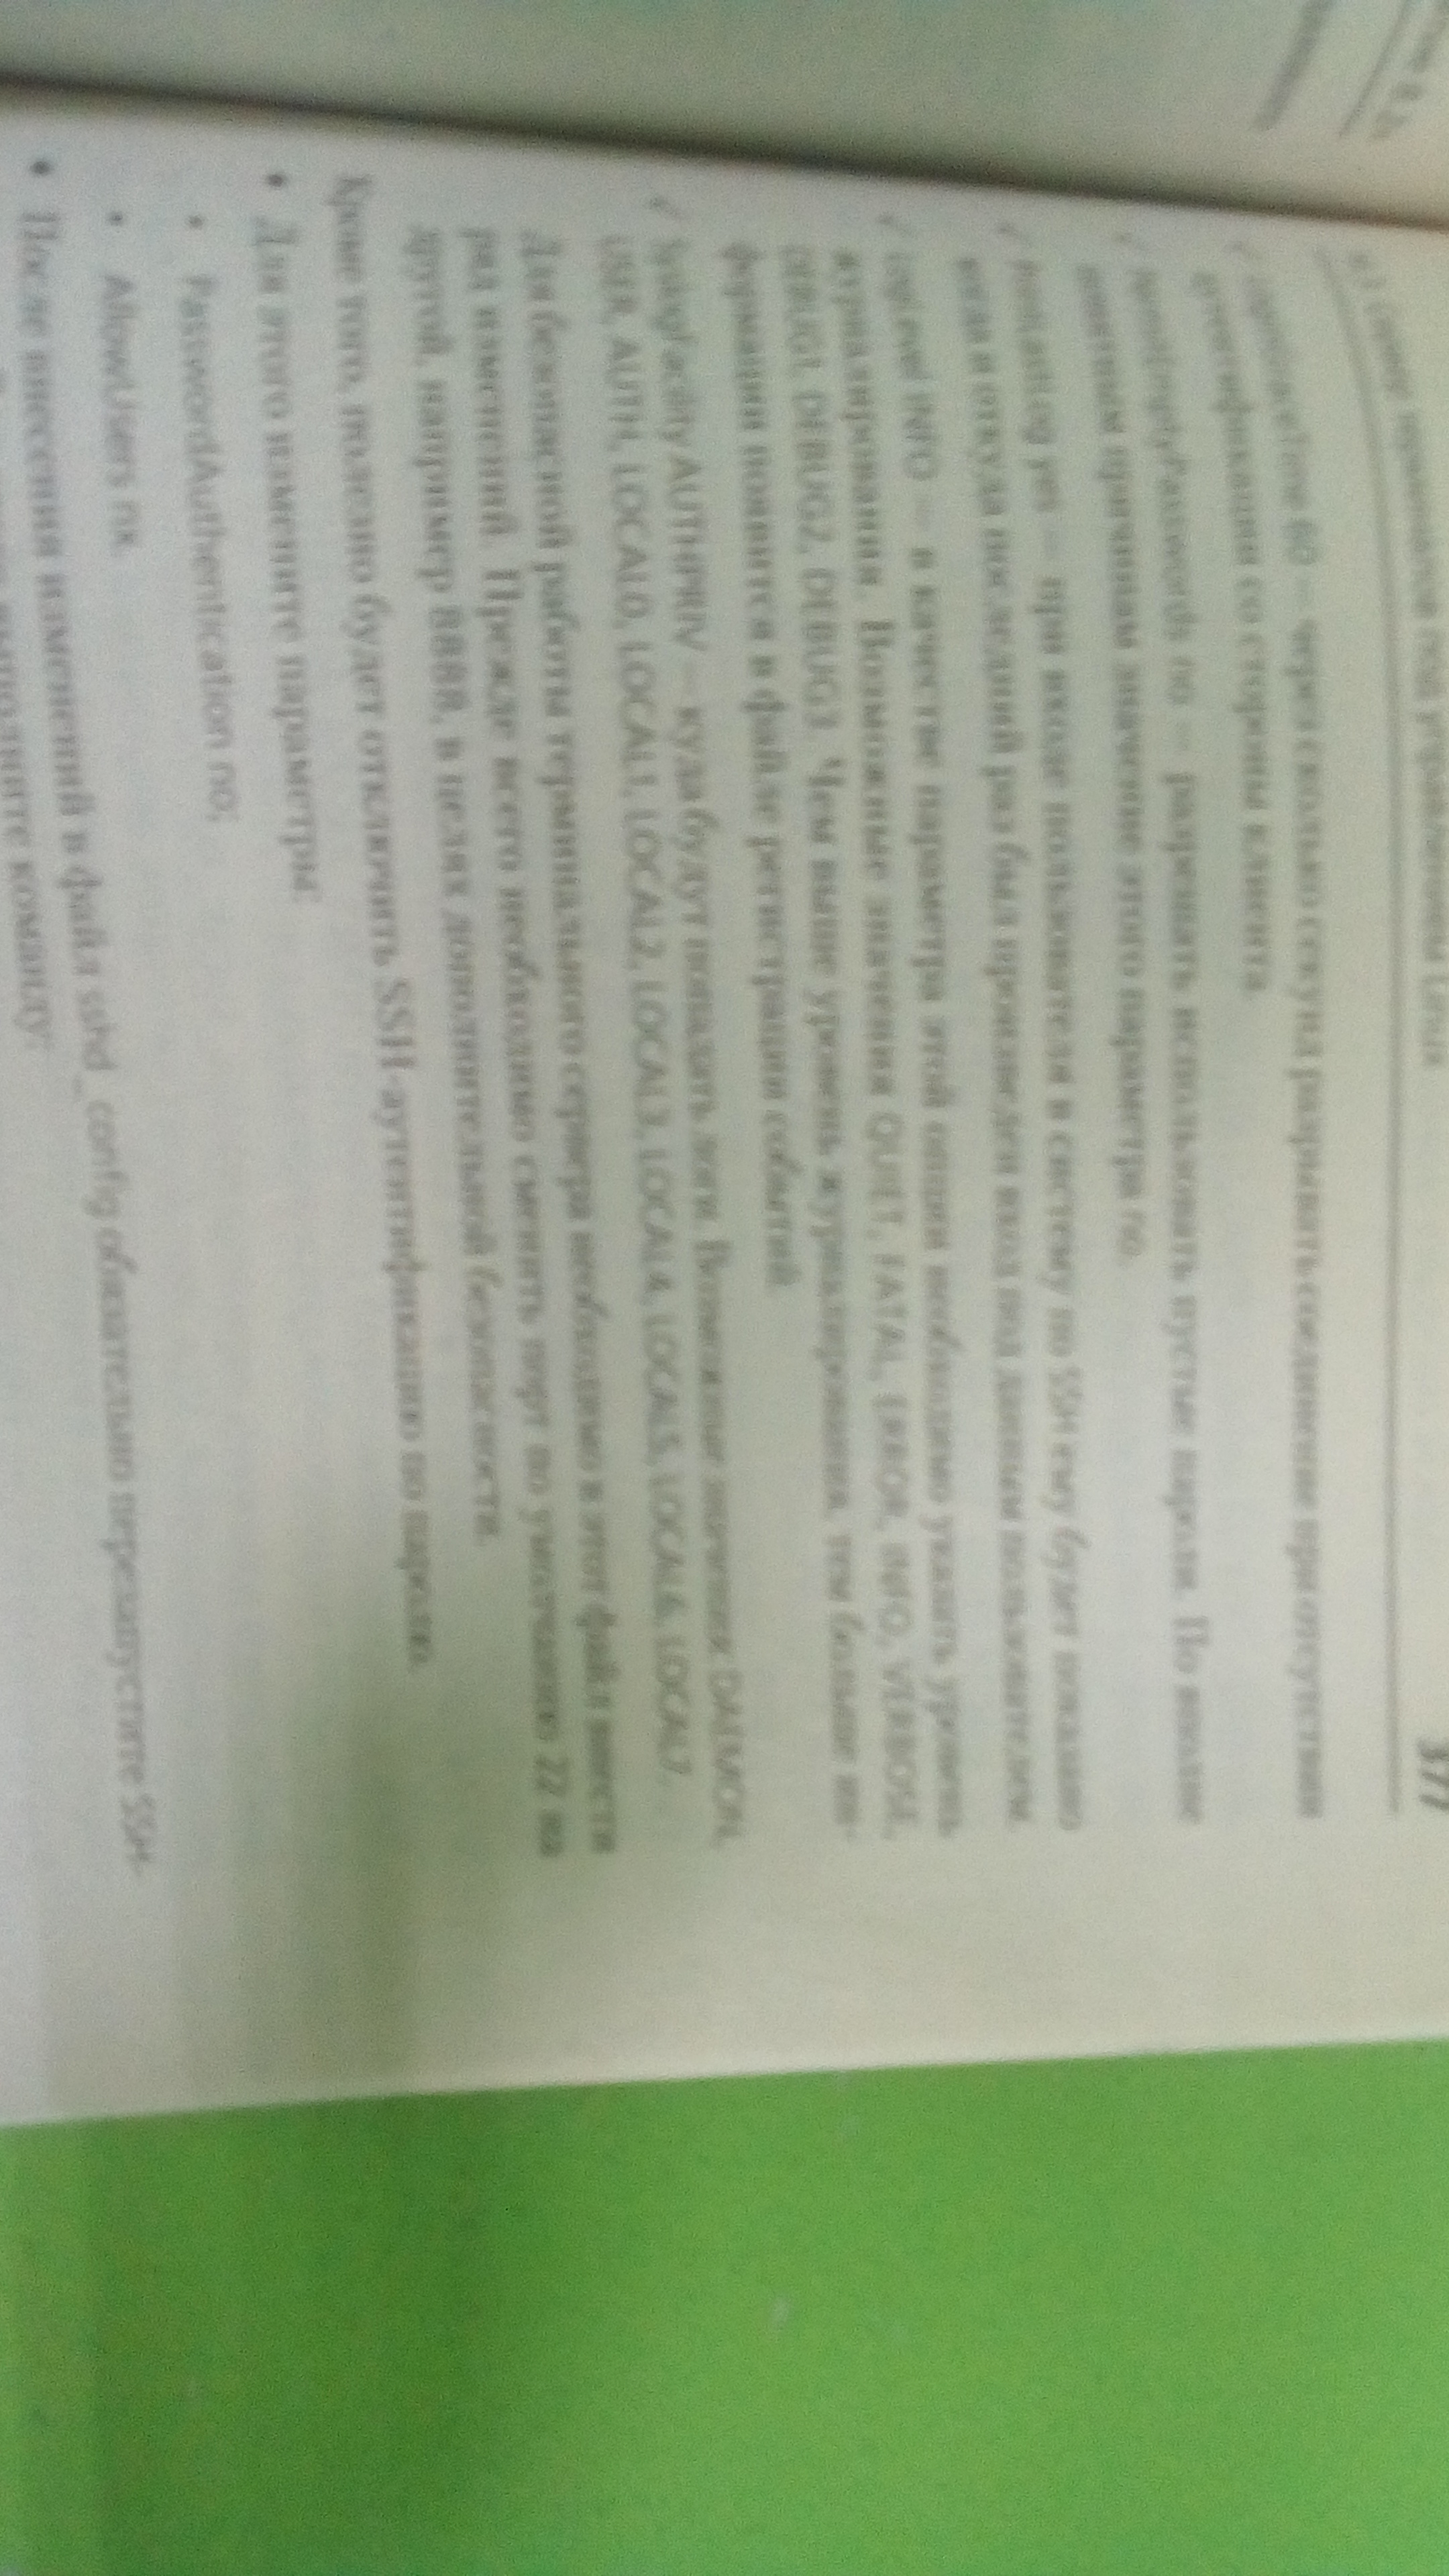 8.3 Сервер терминалов под управлением Linux 377
LoginGraceTime 60 — через сколько секунд разрывать соединение при отсутствии
аутентификации со стороны клиента.
PermitEmptyPasswords no — разрешать использовать пустые пароли. По вполне
понятным причинам значение этого параметра no.
PrintLastLog yes — при входе пользователя в систему по SSH ему будет показано
когда и откуда последний раз был произведен вход под данным пользователем.
LogLevel INFO — в качестве параметра этой опции необходимо указать уровень
журналирования. Возможные значения QUIET, FATAL, ERROR, INFO, VERBOSE,
DEBUG1, DEBUG2, DEBUG3. Чем выше уровень журналирования, тем больше ин-
формации появится в файле регистрации событий.
SyslogFacility AUTHPRIV — куда будут попадать логи. Возможные значения: DAEMON,
USER, AUTH, LOCAL0, LOCAL1, LOCAL2, LOCAL3, LOCAL4, LOCAL5, LOCAL6, LOCAL7.
Для безопасной работы терминального сервера необходимо в этот файл внести
ряд изменений. Прежде всего необходимо сменить порт по умолчанию 22 на
другой, например 8888, в целях дополнительной безопасности.
Кроме того, полезно будет отключить SSH-аутентификацию по паролю.
• Для этого измените параметры:
• PasswordAuthentication no;
• AllowUsers nx.
• После внесения изменений в файл sshd_config обязательно перезапустите SSH-
выполните команду: